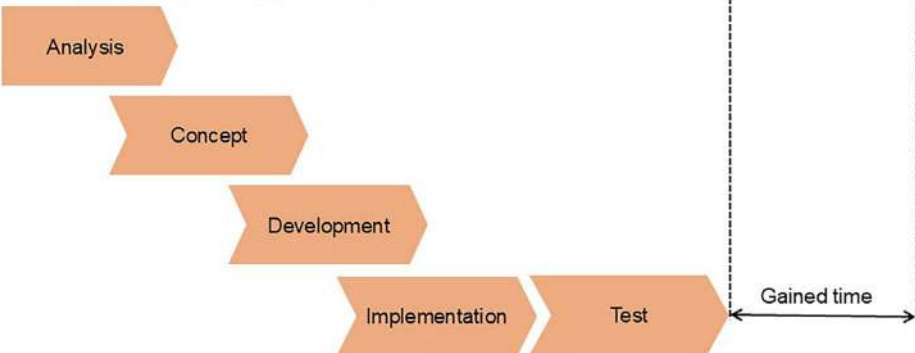 Analysis
Concept
Development
Implementation
Test
Gained time